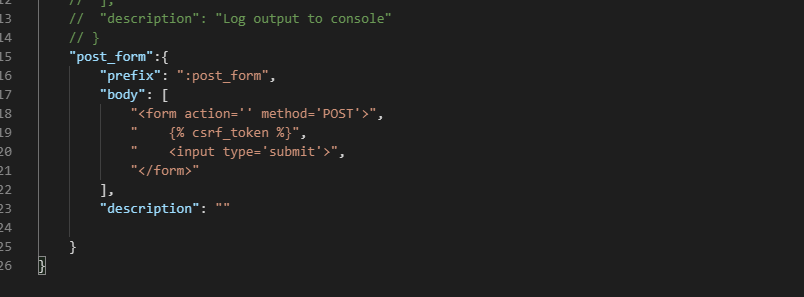 12 // ],
13 // "description": "Log output to console"
14 // }
15 "post_form":{
16 "prefix": ":post_form",
17 "body": [
18 "<form action='' method='POST'>",
19 "    {% csrf_token %}",
20 "    <input type='submit'>",
21 "</form>"
22 ],
23 "description": ""
24
25 }
26 }